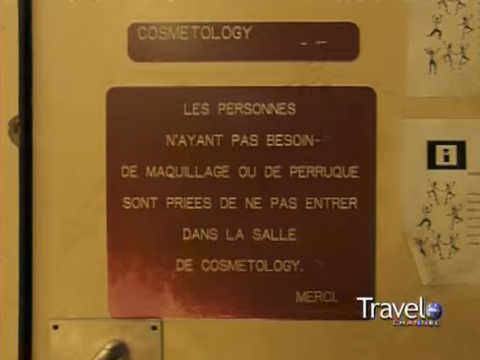 COSMETOLOGY
LES PERSONNES
N'AYANT PAS BESOIN
DE MAQUILLAGE OU DE PERRUQUE
SONT PRIEES DE NE PAS ENTRER
DANS LA SALLE
DE COSMETOLOGY.
MERCI.
i
Travel
CHANNEL